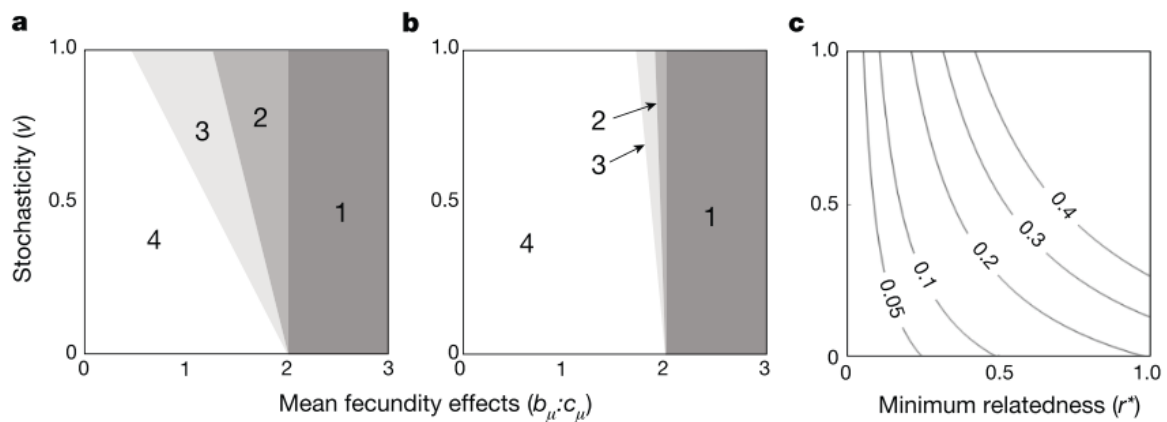 a
b
c
1.0
0.5
0
Stochasticity (v)
0 1 2 3
1
2
3
4
1.0
0.5
0
0 1 2 3
1
2
3
4
Mean fecundity effects (bμ:cμ)
1.0
0.5
0
0 0.5 1.0
0.05
0.1
0.2
0.3
0.4
Minimum relatedness (r*)